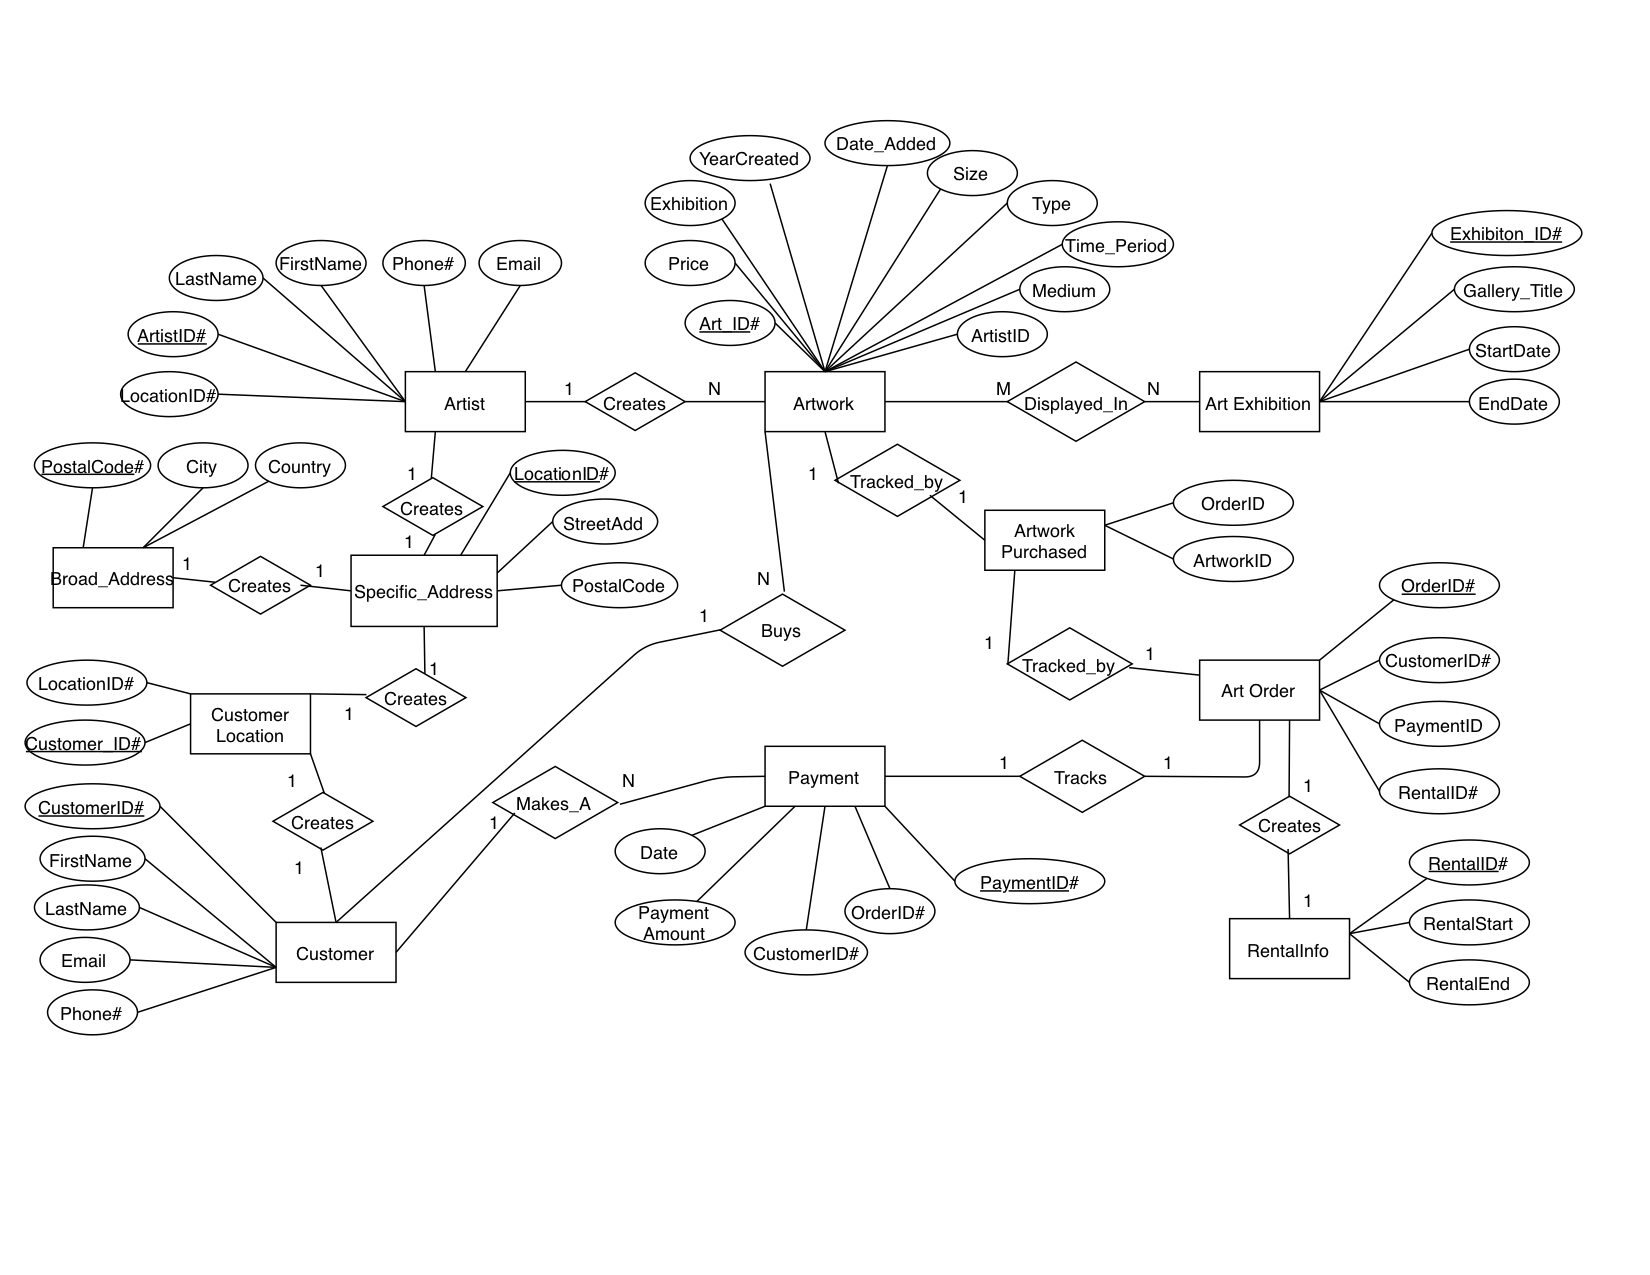 Date_Added
YearCreated
Size
Exhibition
Type
Exhibiton_ID#
Time_Period
FirstName
Phone#
Email
Price
LastName
Medium
Gallery_Title
Art_ID#
ArtistID#
ArtistID
StartDate
LocationID#
Artist
1
Creates
N
Artwork
M
Displayed_In
N
Art Exhibition
EndDate
PostalCode#
City
Country
1
LocationID#
1
Tracked_by
1
Creates
StreetAdd
OrderID
Artwork
Purchased
1
ArtworkID
Broad_Address
1
Creates
1
Specific_Address
PostalCode
N
OrderID#
1
Buys
1
Tracked_by
1
CustomerID#
1
LocationID#
Creates
Art Order
1
Customer
Location
PaymentID
Customer_ID#
1
N
Payment
1
Tracks
1
1
RentalID#
CustomerID#
Makes_A
1
Creates
Creates
FirstName
1
Date
RentalID#
1
PaymentID#
LastName
Payment
Amount
OrderID#
1
RentalStart
Customer
CustomerID#
RentalInfo
Email
RentalEnd
Phone#